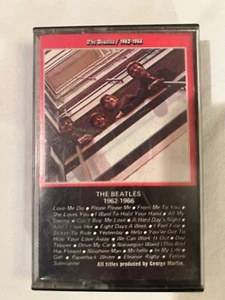 The Beatles/1962-1966
THE BEATLES
1962-1966
Love Me Do • Please Please Me • From Me To You •
She Loves You • I Want To Hold Your Hand • All My
Loving • Can't Buy Me Love • A Hard Day's Night
And I Love Her • Eight Days A Week • I Feel Fine •
Ticket To Ride • Yesterday • Help! • You've Got To
Hide Your Love Away • We Can Work It Out • Day
Tripper • Drive My Car • Norwegian Wood (This Bird
Has Flown) • Nowhere Man • Michelle • In My Life •
Girl • Paperback Writer • Eleanor Rigby • Yellow
Submarine
All titles produced by George Martin.